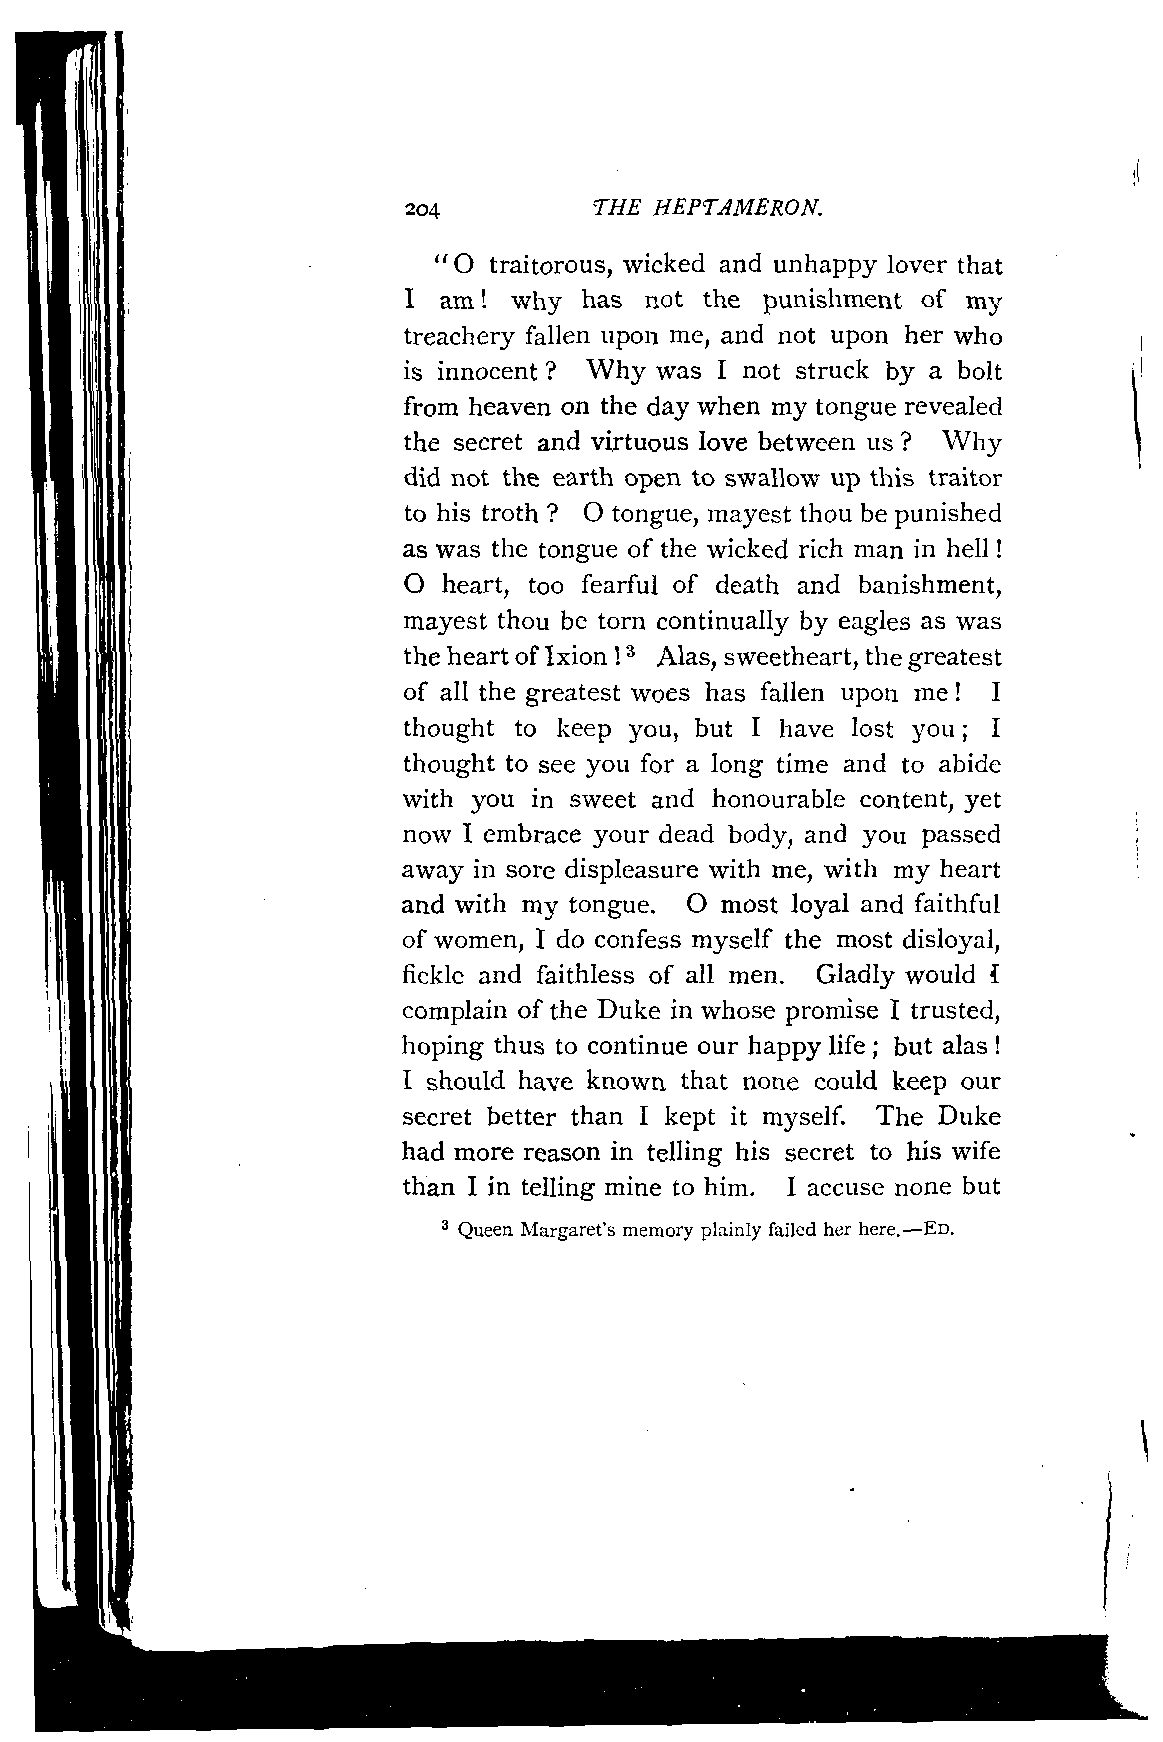 204 THE HEPTAMERON.
"O traitorous, wicked and unhappy lover that
I am! why has not the punishment of my
treachery fallen upon me, and not upon her who
is innocent? Why was I not struck by a bolt
from heaven on the day when my tongue revealed
the secret and virtuous love between us? Why
did not the earth open to swallow up this traitor
to his troth? O tongue, mayest thou be punished
as was the tongue of the wicked rich man in hell!
O heart, too fearful of death and banishment,
mayest thou be torn continually by eagles as was
the heart of Ixion!³ Alas, sweetheart, the greatest
of all the greatest woes has fallen upon me! I
thought to keep you, but I have lost you; I
thought to see you for a long time and to abide
with you in sweet and honourable content, yet
now I embrace your dead body, and you passed
away in sore displeasure with me, with my heart
and with my tongue. O most loyal and faithful
of women, I do confess myself the most disloyal,
fickle and faithless of all men. Gladly would I
complain of the Duke in whose promise I trusted,
hoping thus to continue our happy life; but alas!
I should have known that none could keep our
secret better than I kept it myself. The Duke
had more reason in telling his secret to his wife
than I in telling mine to him. I accuse none but
³ Queen Margaret's memory plainly failed her here.—ED.